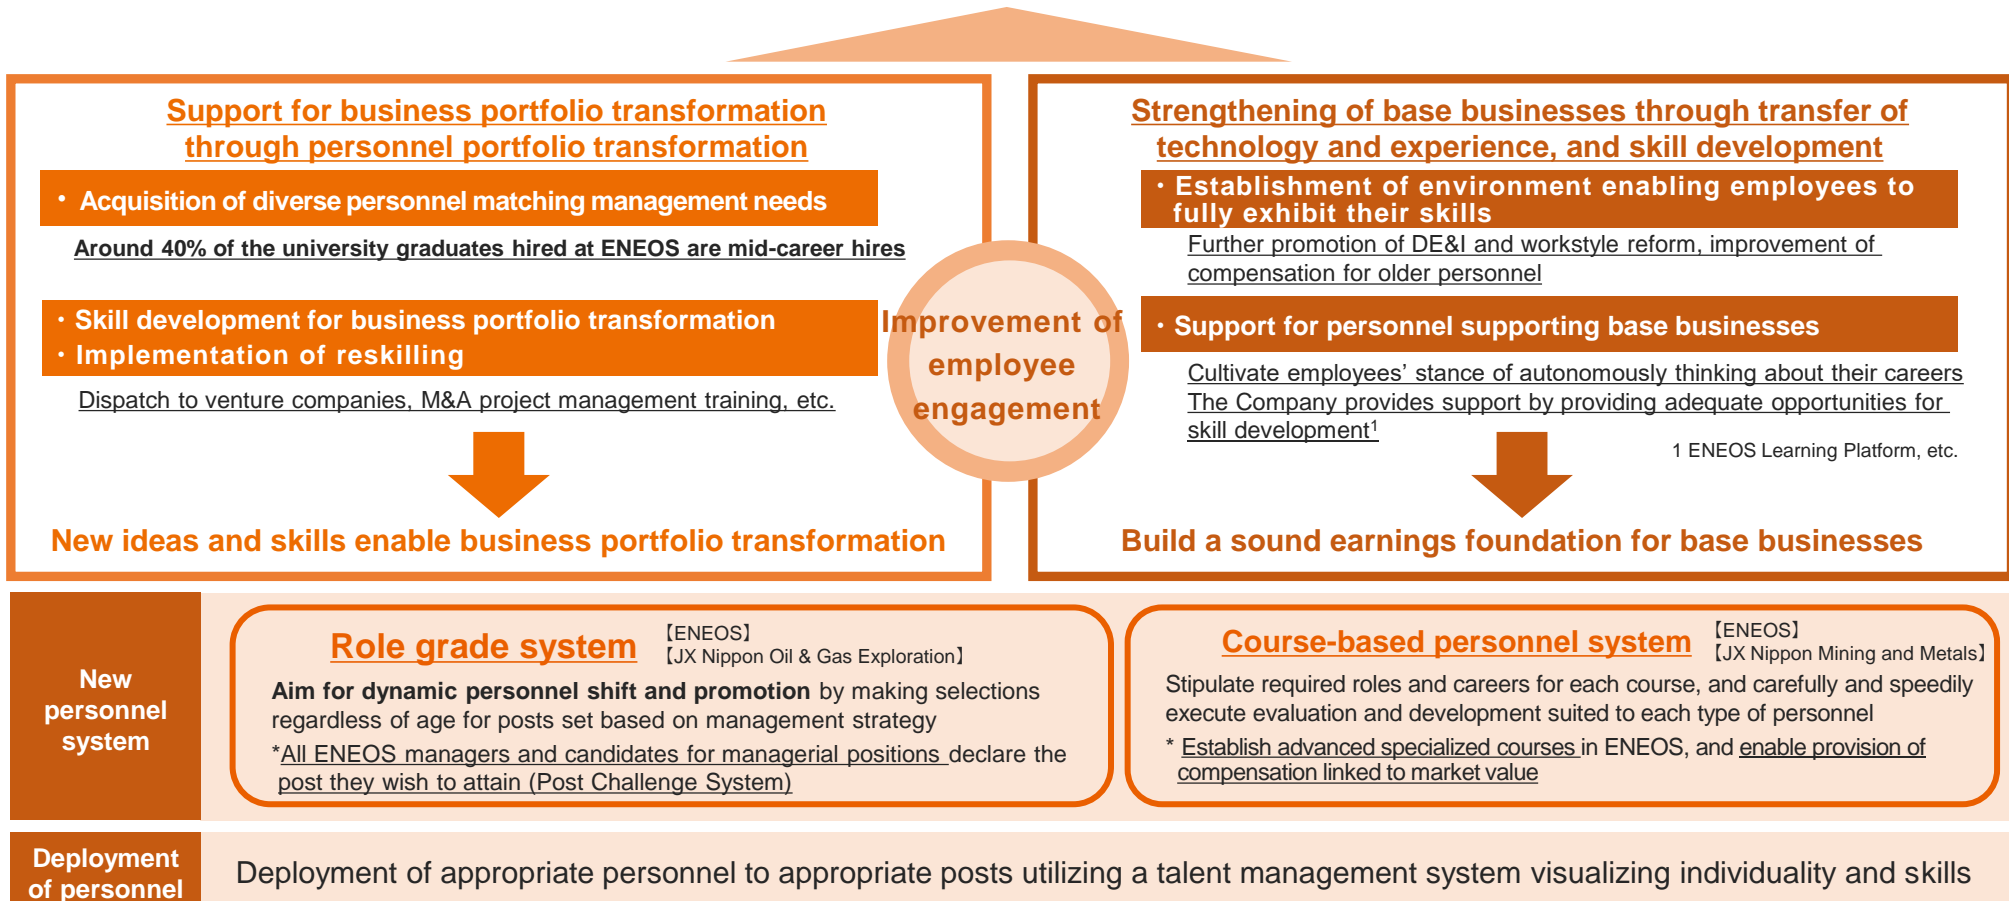 Support for business portfolio transformation
through personnel portfolio transformation
・ Acquisition of diverse personnel matching management needs
Around 40% of the university graduates hired at ENEOS are mid-career hires
・ Skill development for business portfolio transformation
・ Implementation of reskilling
Dispatch to venture companies, M&A project management training, etc.
New ideas and skills enable business portfolio transformation
Improvement of
employee
engagement
Strengthening of base businesses through transfer of
technology and experience, and skill development
・ Establishment of environment enabling employees to
fully exhibit their skills
Further promotion of DE&I and workstyle reform, improvement of
compensation for older personnel
・ Support for personnel supporting base businesses
Cultivate employees’ stance of autonomously thinking about their careers
The Company provides support by providing adequate opportunities for
skill development1
1 ENEOS Learning Platform, etc.
Build a sound earnings foundation for base businesses
New
personnel
system
Role grade system
【ENEOS】
【JX Nippon Oil & Gas Exploration】
Aim for dynamic personnel shift and promotion by making selections
regardless of age for posts set based on management strategy
*All ENEOS managers and candidates for managerial positions declare the
post they wish to attain (Post Challenge System)
Course-based personnel system
【ENEOS】
【JX Nippon Mining and Metals】
Stipulate required roles and careers for each course, and carefully and speedily
execute evaluation and development suited to each type of personnel
* Establish advanced specialized courses in ENEOS, and enable provision of
compensation linked to market value
Deployment
of personnel
Deployment of appropriate personnel to appropriate posts utilizing a talent management system visualizing individuality and skills